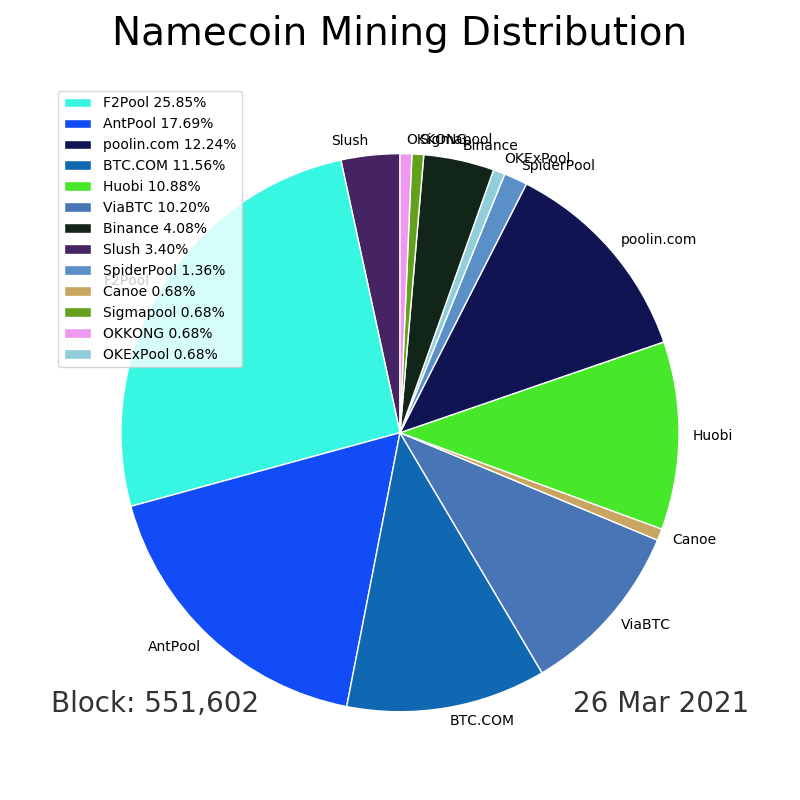 Namecoin Mining Distribution
F2Pool 25.85%
AntPool 17.69%
poolin.com 12.24%
BTC.COM 11.56%
Huobi 10.88%
ViaBTC 10.20%
Binance 4.08%
Slush 3.40%
SpiderPool 1.36%
Canoe 0.68%
Sigmapool 0.68%
OKKONG 0.68%
OKExPool 0.68%
Slush
OKKONG
Sigmapool
Binance
OKExPool
SpiderPool
poolin.com
F2Pool
Huobi
Canoe
ViaBTC
AntPool
BTC.COM
Block: 551,602
26 Mar 2021